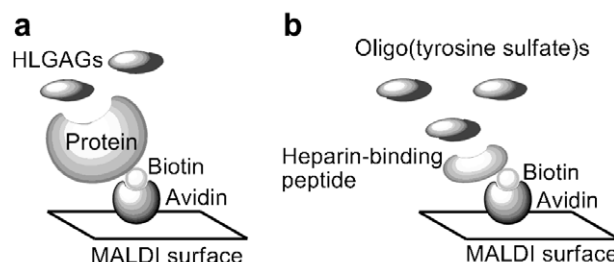 a
HLGAGs
Protein
Biotin
Avidin
MALDI surface
b
Oligo(tyrosine sulfate)s
Heparin-binding
peptide
Biotin
Avidin
MALDI surface